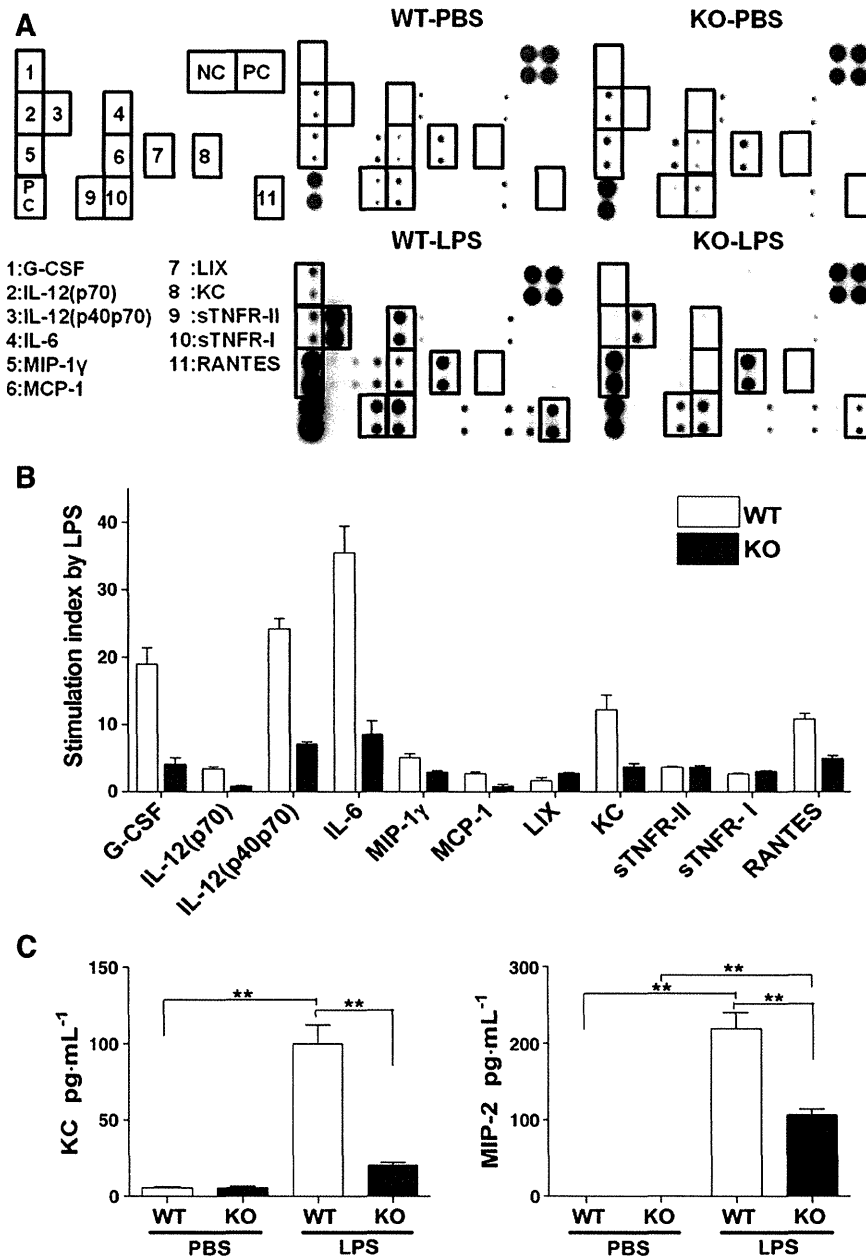 A
WT-PBS
KO-PBS
1
NC PC
2 3 4
5 6 7 8
P
C
9 10 11
WT-LPS
KO-LPS
1:G-CSF
2:IL-12(p70)
3:IL-12(p40p70)
4:IL-6
5:MIP-1γ
6:MCP-1
7 :LIX
8 :KC
9 :sTNFR-II
10:sTNFR-I
11:RANTES
B
Stimulation index by LPS
40
30
20
10
0
WT
KO
G-CSF
IL-12(p70)
IL-12(p40p70)
IL-6
MIP-1γ
MCP-1
LIX
KC
sTNFR-II
sTNFR- I
RANTES
C
KC pg·mL⁻¹
150
100
50
0
** **
WT KO WT KO
PBS LPS
MIP-2 pg·mL⁻¹
300
200
100
0
**
** **
WT KO WT KO
PBS LPS